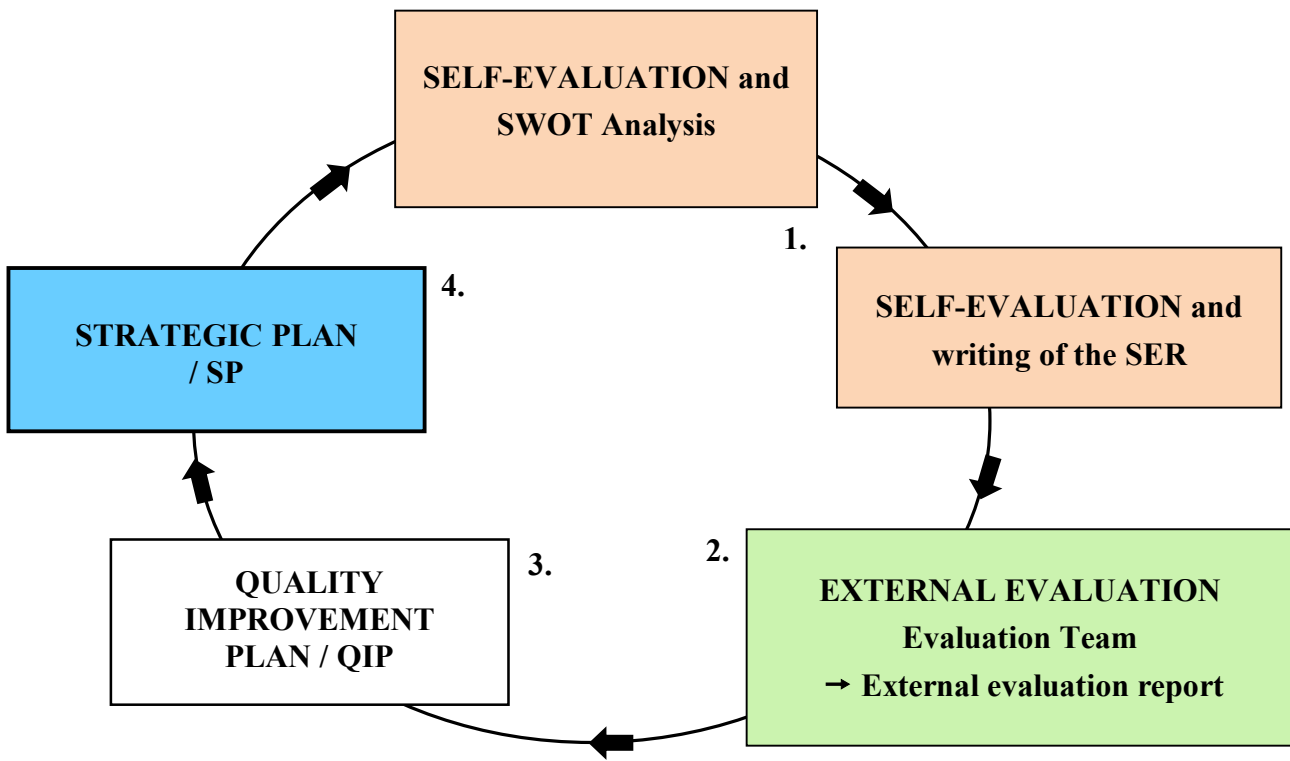 SELF-EVALUATION and
SWOT Analysis
1.
SELF-EVALUATION and
writing of the SER
2.
EXTERNAL EVALUATION
Evaluation Team
→ External evaluation report
3.
QUALITY
IMPROVEMENT
PLAN / QIP
4.
STRATEGIC PLAN
/ SP